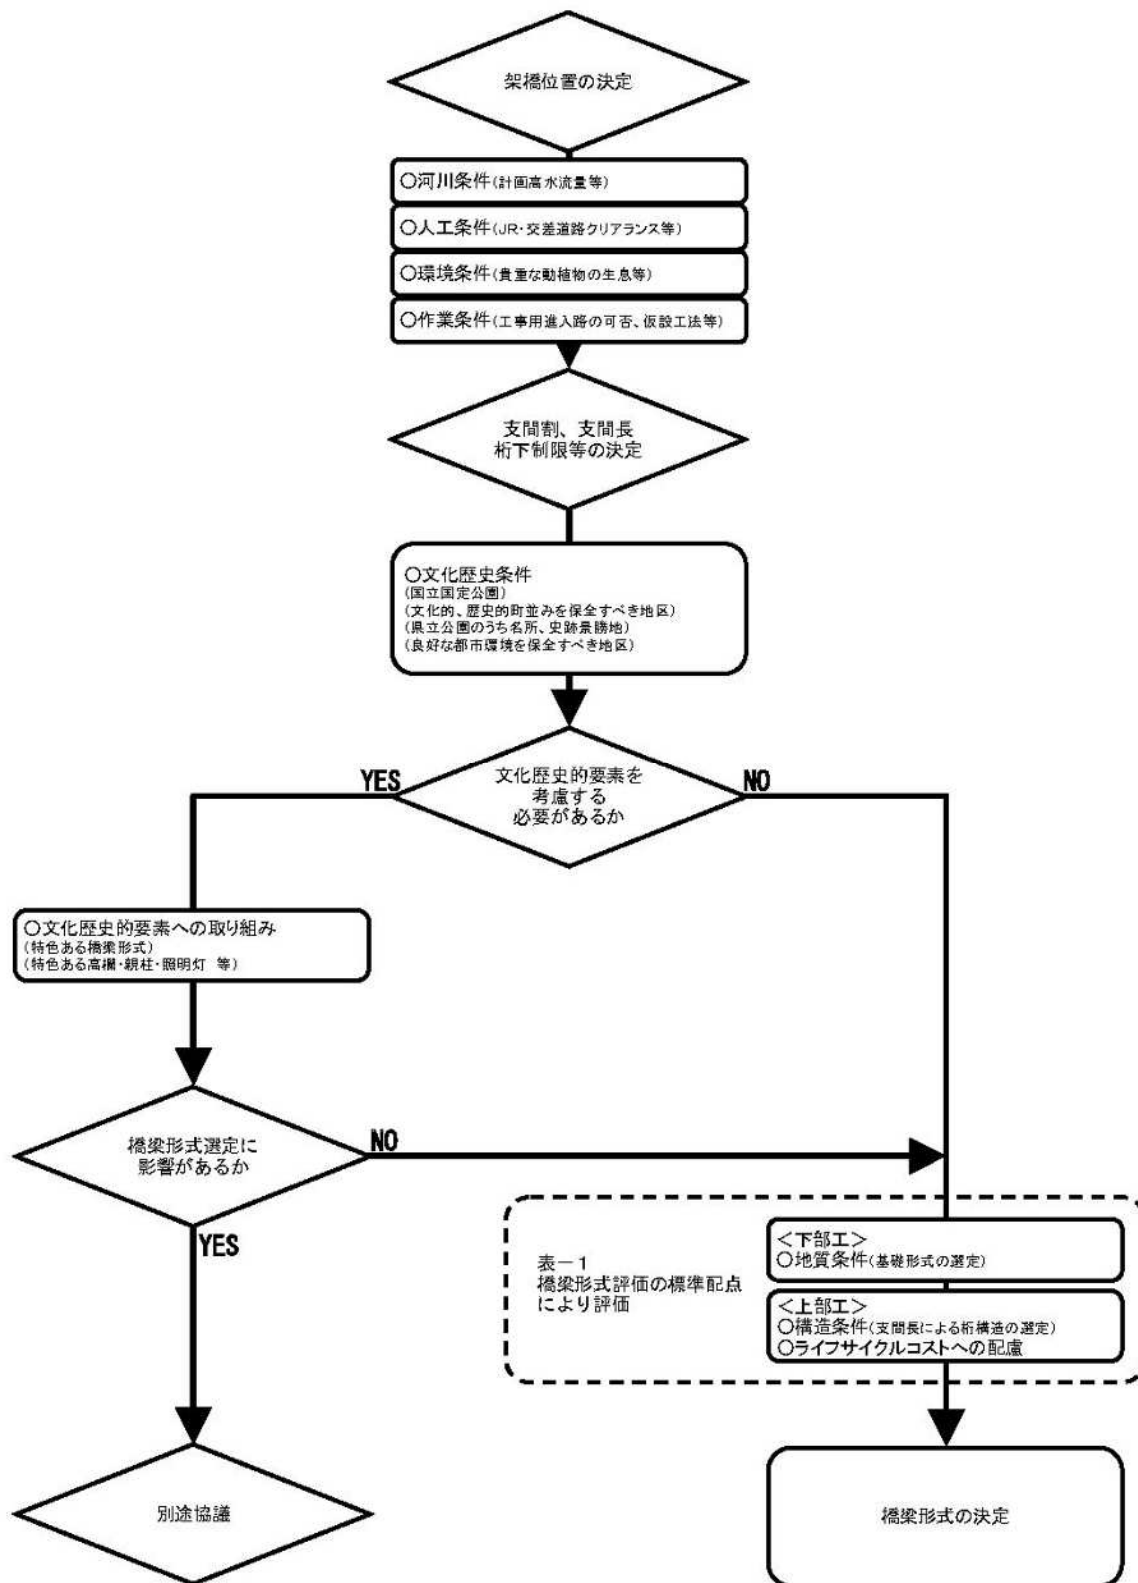 架橋位置の決定
○河川条件(計画高水流量等)
○人工条件(JR・交差道路クリアランス等)
○環境条件(貴重な動植物の生息等)
○作業条件(工事用進入路の可否、仮設工法等)
支間割、支間長
桁下制限等の決定
○文化歴史条件
(国立国定公園)
(文化的、歴史的町並みを保全すべき地区)
(県立公園のうち名所、史跡景勝地)
(良好な都市環境を保全すべき地区)
文化歴史的要素を
考慮する
必要があるか
YES
NO
○文化歴史的要素への取り組み
(特色ある橋梁形式)
(特色ある高欄・親柱・照明灯 等)
橋梁形式選定に
影響があるか
NO
YES
表－1
橋梁形式評価の標準配点
により評価
＜下部工＞
○地質条件(基礎形式の選定)
＜上部工＞
○構造条件(支間長による桁構造の選定)
○ライフサイクルコストへの配慮
別途協議
橋梁形式の決定